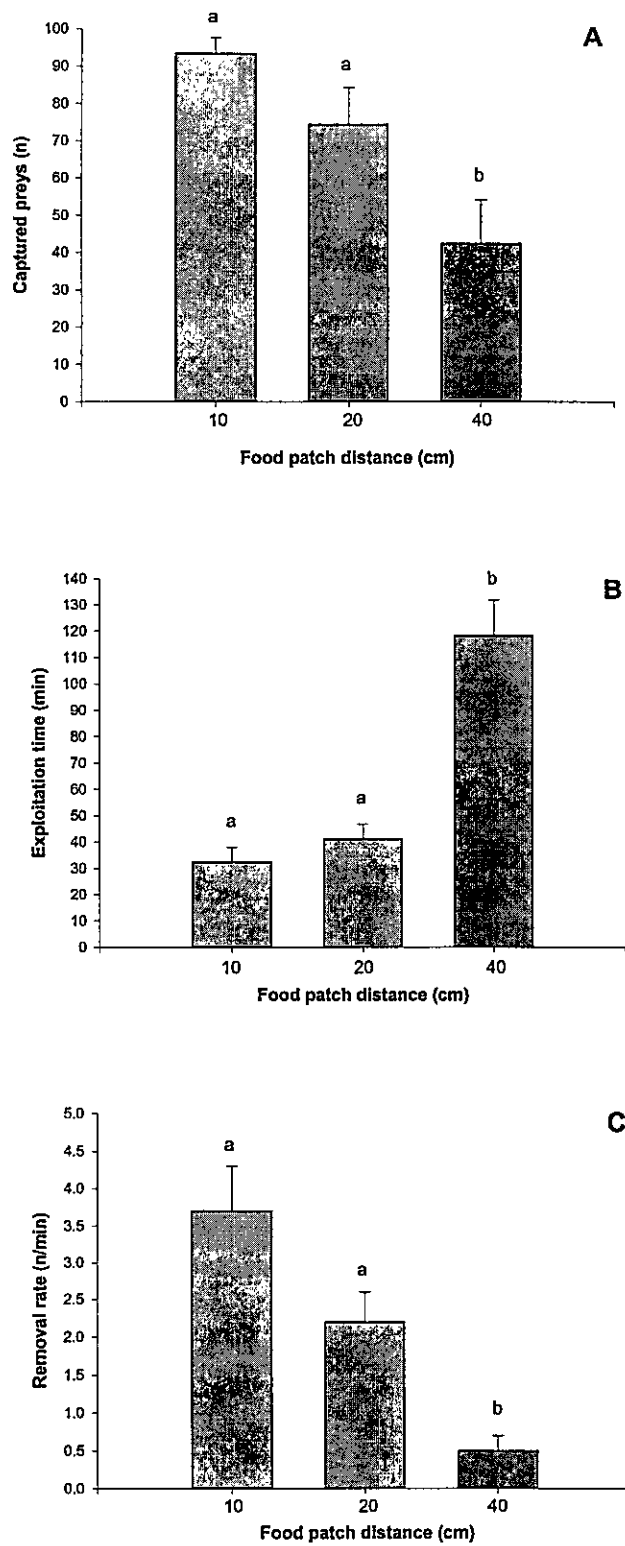 A
Captured preys (n)
100
90
80
70
60
50
40
30
20
10
0
a
a
b
10 20 40
Food patch distance (cm)
B
Exploitation time (min)
140
130
120
110
100
90
80
70
60
50
40
30
20
10
0
a
a
b
10 20 40
Food patch distance (cm)
C
Removal rate (n/min)
5.0
4.5
4.0
3.5
3.0
2.5
2.0
1.5
1.0
0.5
0.0
a
a
b
10 20 40
Food patch distance (cm)